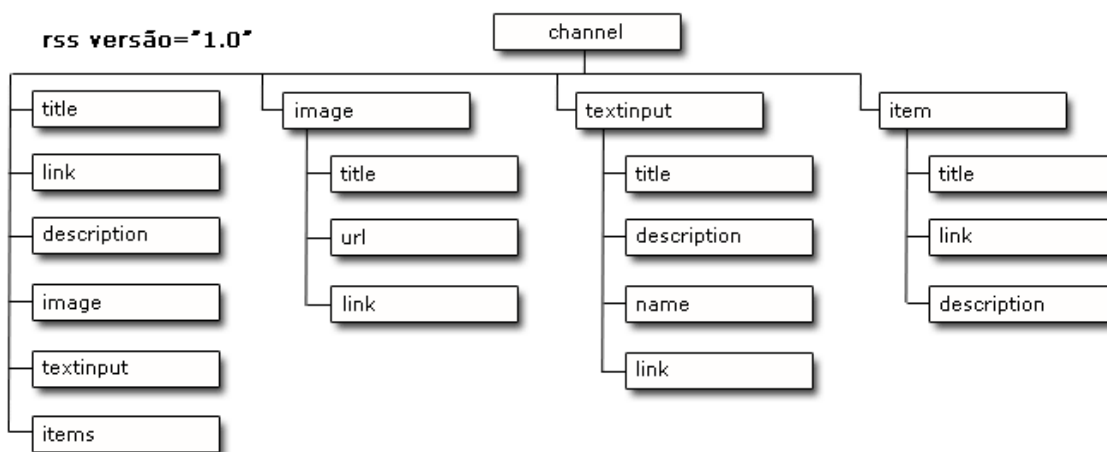 rss versão="1.0"
channel
title
link
description
image
textinput
items
image
title
url
link
textinput
title
description
name
link
item
title
link
description